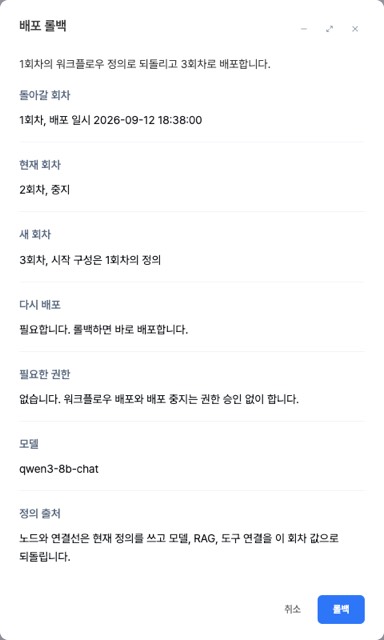 배포 롤백
1회차의 워크플로우 정의로 되돌리고 3회차로 배포합니다.
돌아갈 회차
1회차, 배포 일시 2026-09-12 18:38:00
현재 회차
2회차, 중지
새 회차
3회차, 시작 구성은 1회차의 정의
다시 배포
필요합니다. 롤백하면 바로 배포합니다.
필요한 권한
없습니다. 워크플로우 배포와 배포 중지는 권한 승인 없이 합니다.
모델
qwen3-8b-chat
정의 출처
노드와 연결선은 현재 정의를 쓰고 모델, RAG, 도구 연결을 이 회차 값으로
되돌립니다.
취소
롤백